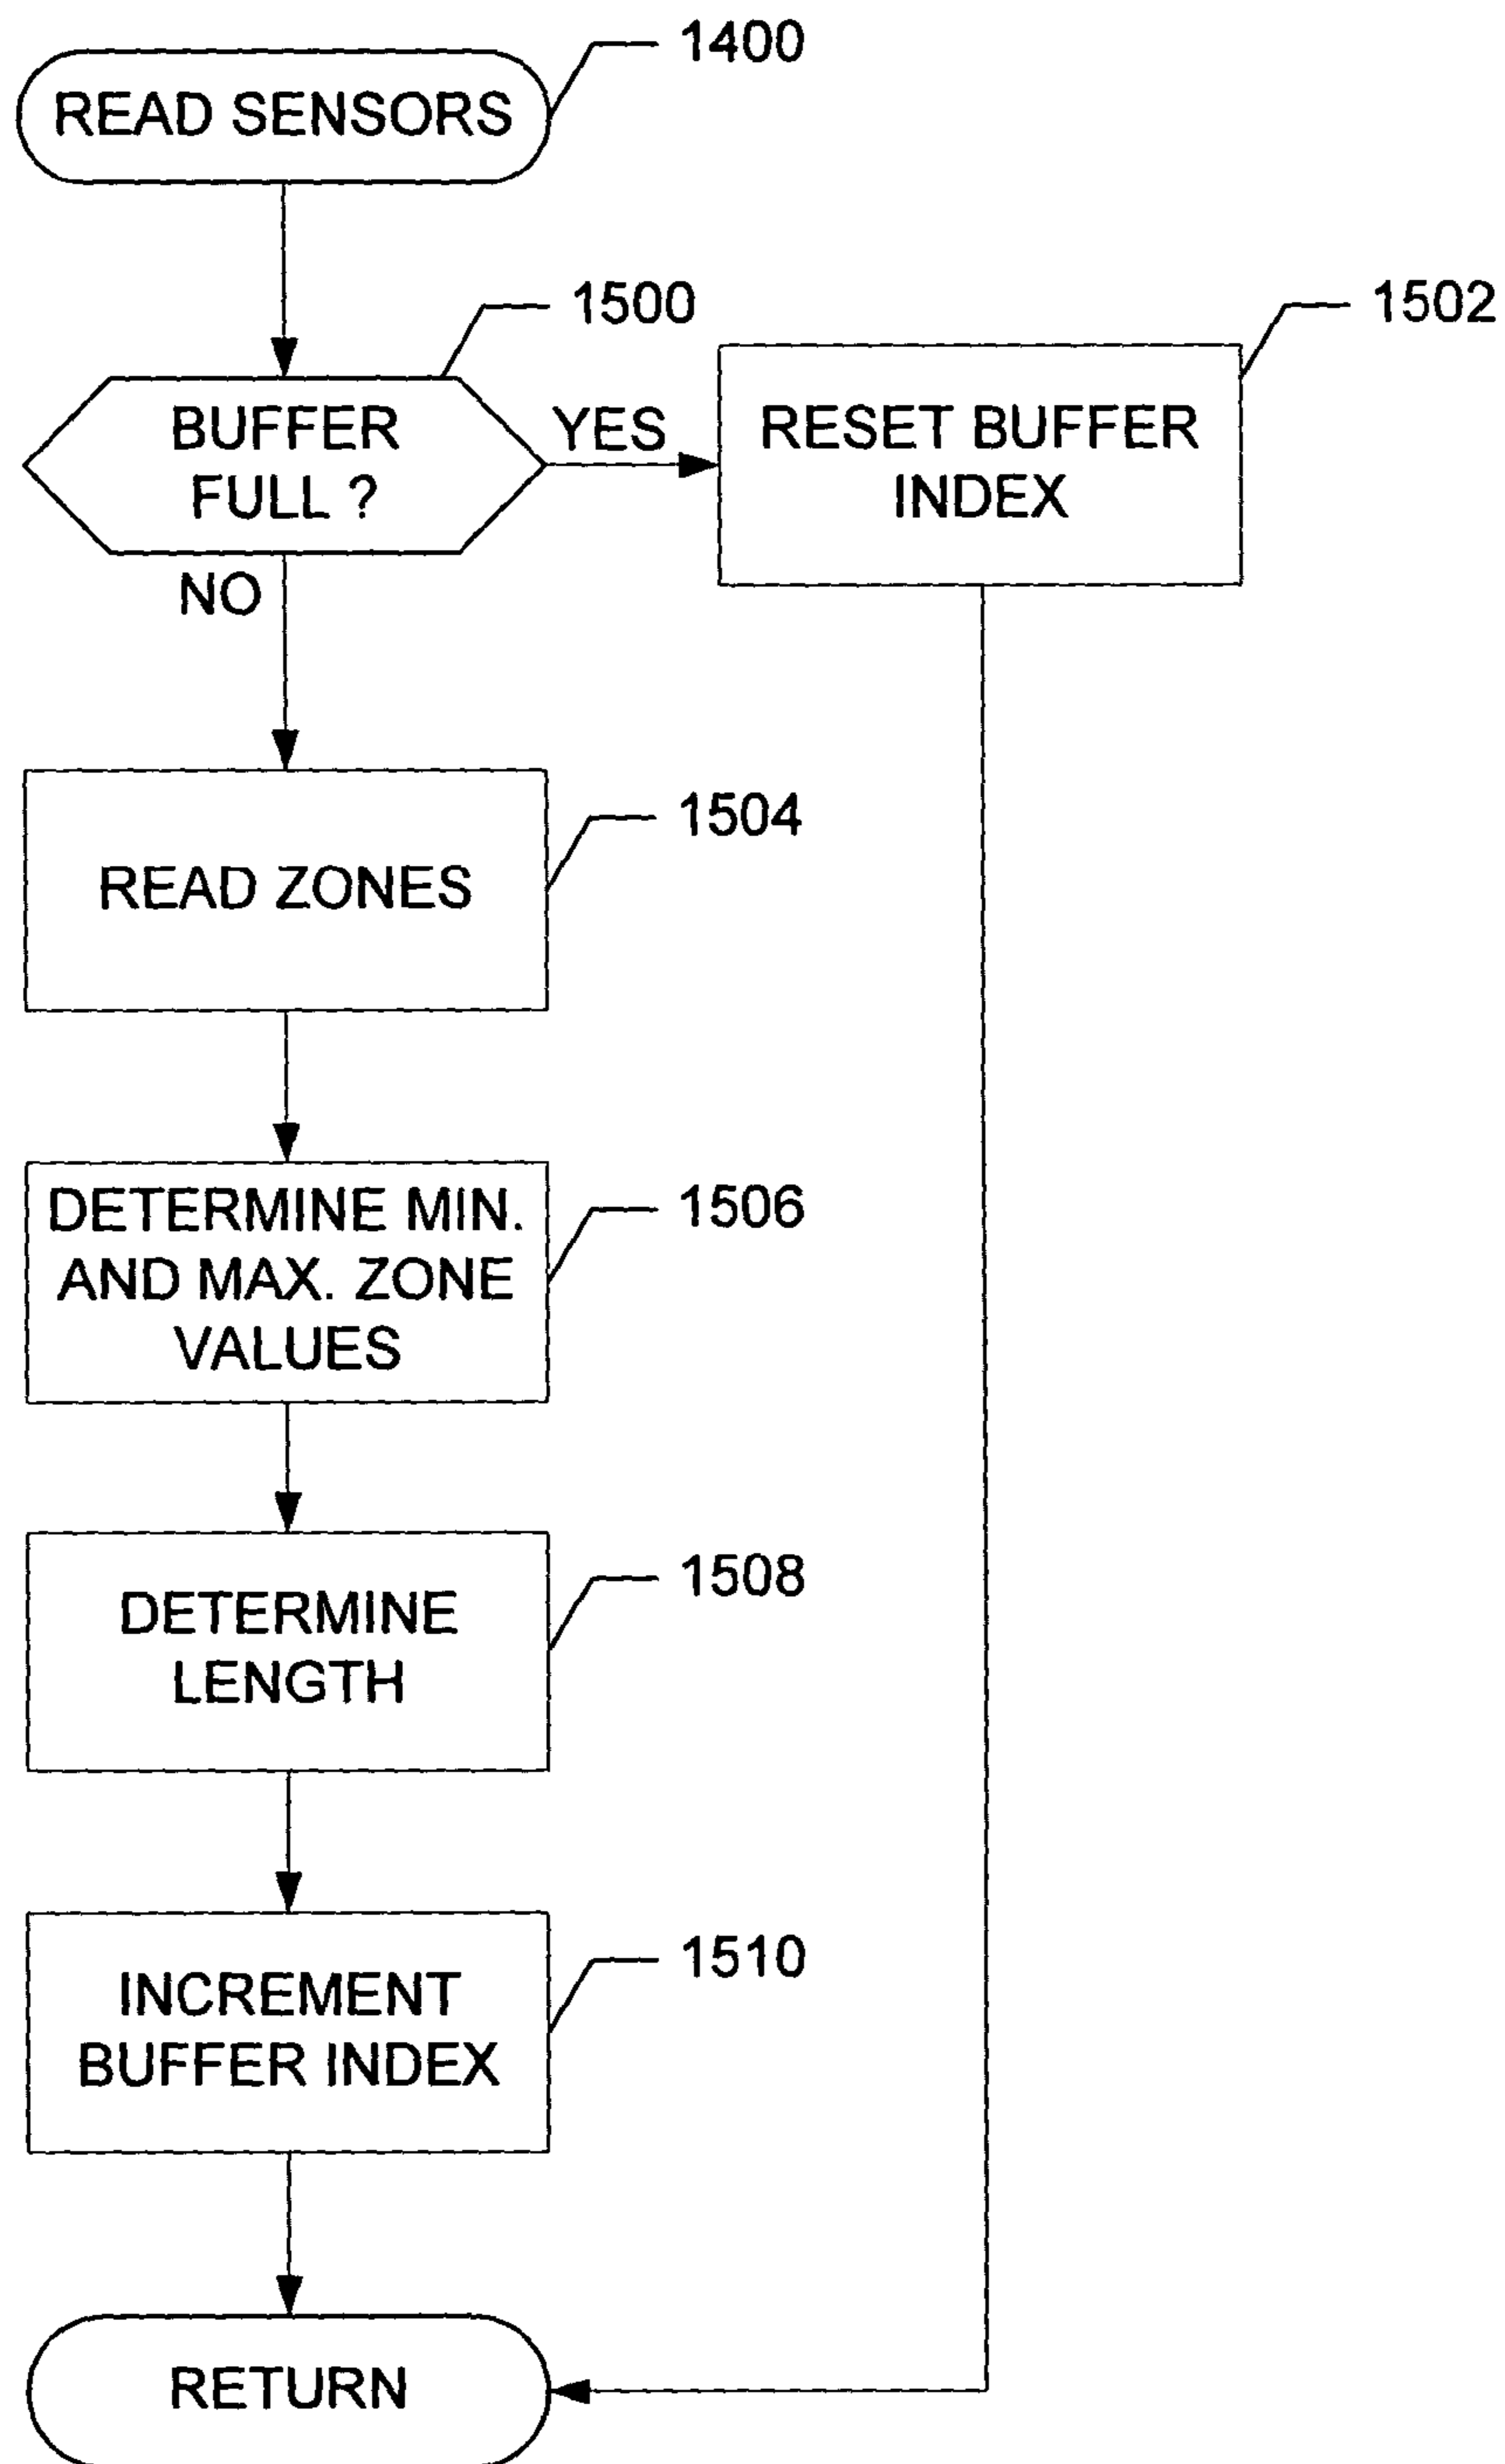 1400
READ SENSORS
1500
1502
BUFFER
FULL ?
YES
RESET BUFFER
INDEX
NO
1504
READ ZONES
1506
DETERMINE MIN.
AND MAX. ZONE
VALUES
1508
DETERMINE
LENGTH
1510
INCREMENT
BUFFER INDEX
RETURN